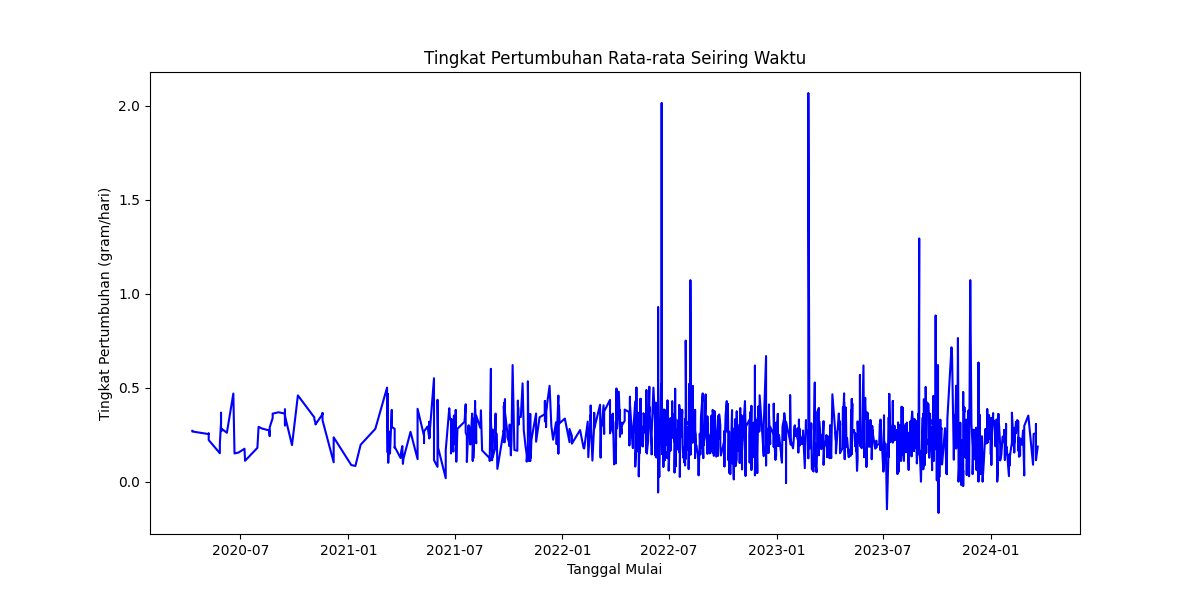 Tingkat Pertumbuhan Rata-rata Seiring Waktu
Tingkat Pertumbuhan (gram/hari)
2.0
1.5
1.0
0.5
0.0
2020-07 2021-01 2021-07 2022-01 2022-07 2023-01 2023-07 2024-01
Tanggal Mulai